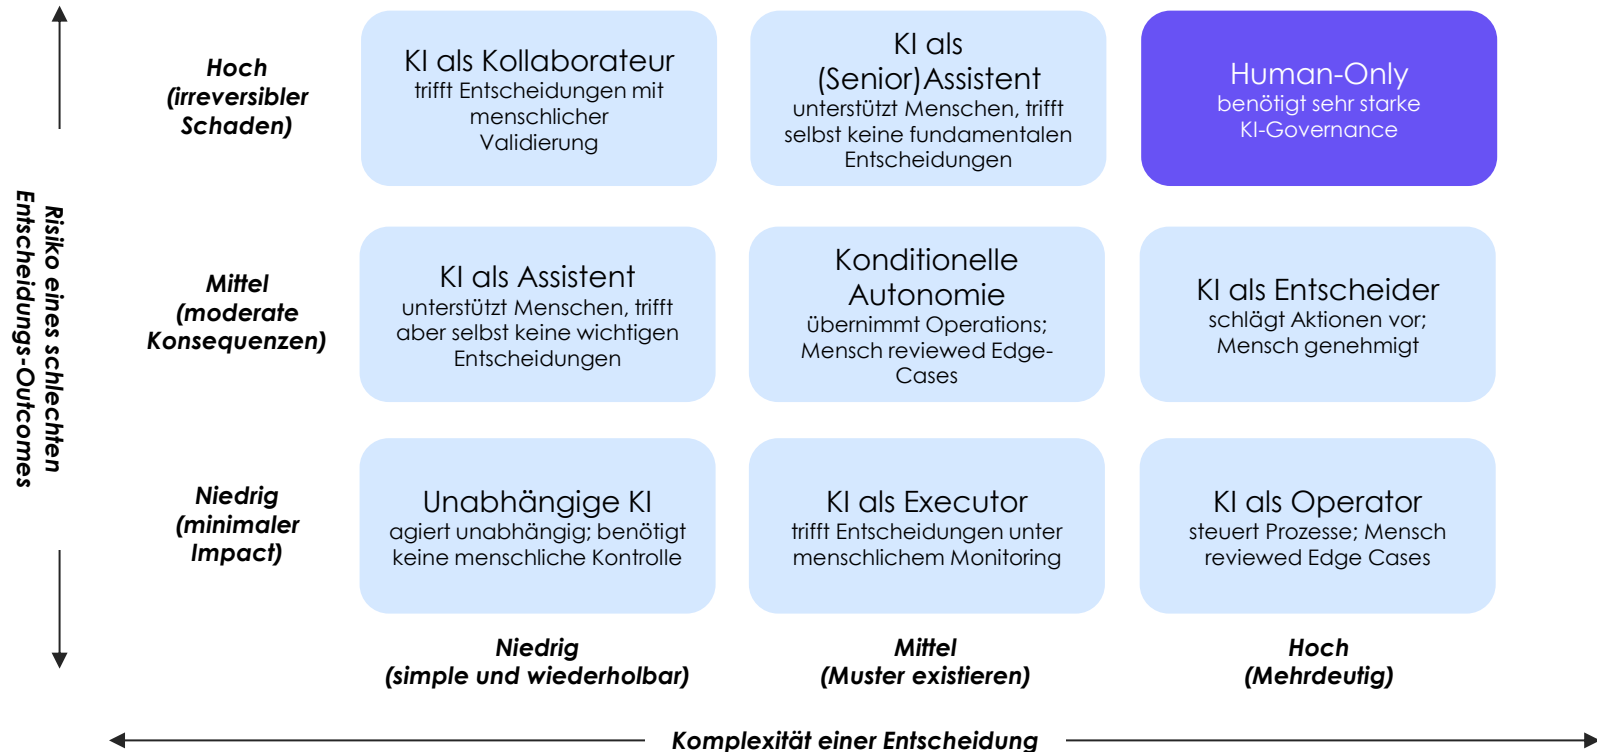 Hoch
(irreversibler
Schaden)
KI als Kollaborateur
trifft Entscheidungen mit
menschlicher
Validierung
KI als
(Senior)Assistent
unterstützt Menschen, trifft
selbst keine fundamentalen
Entscheidungen
Human-Only
benötigt sehr starke
KI-Governance
Risiko eines schlechten
Entscheidungs-Outcomes
Mittel
(moderate
Konsequenzen)
KI als Assistent
unterstützt Menschen, trifft
aber selbst keine wichtigen
Entscheidungen
Konditionelle
Autonomie
übernimmt Operations;
Mensch reviewed Edge-
Cases
KI als Entscheider
schlägt Aktionen vor;
Mensch genehmigt
Niedrig
(minimaler
Impact)
Unabhängige KI
agiert unabhängig; benötigt
keine menschliche Kontrolle
KI als Executor
trifft Entscheidungen unter
menschlichem Monitoring
KI als Operator
steuert Prozesse; Mensch
reviewed Edge Cases
Niedrig
(simple und wiederholbar)
Mittel
(Muster existieren)
Hoch
(Mehrdeutig)
Komplexität einer Entscheidung